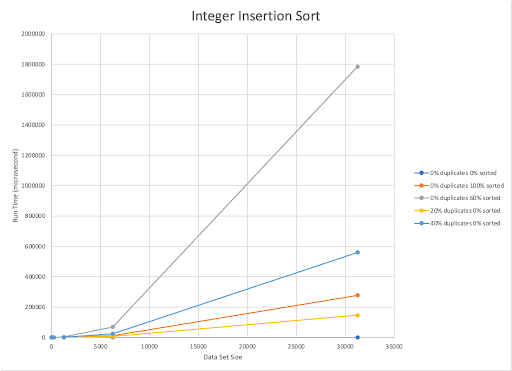 Integer Insertion Sort
2000000
1800000
1600000
1400000
1200000
1000000
800000
600000
400000
200000
0
Run Time (microsecond)
0 5000 10000 15000 20000 25000 30000 35000
Data Set Size
0% duplicates 0% sorted
0% duplicates 100% sorted
0% duplicates 60% sorted
20% duplicates 0% sorted
40% duplicates 0% sorted